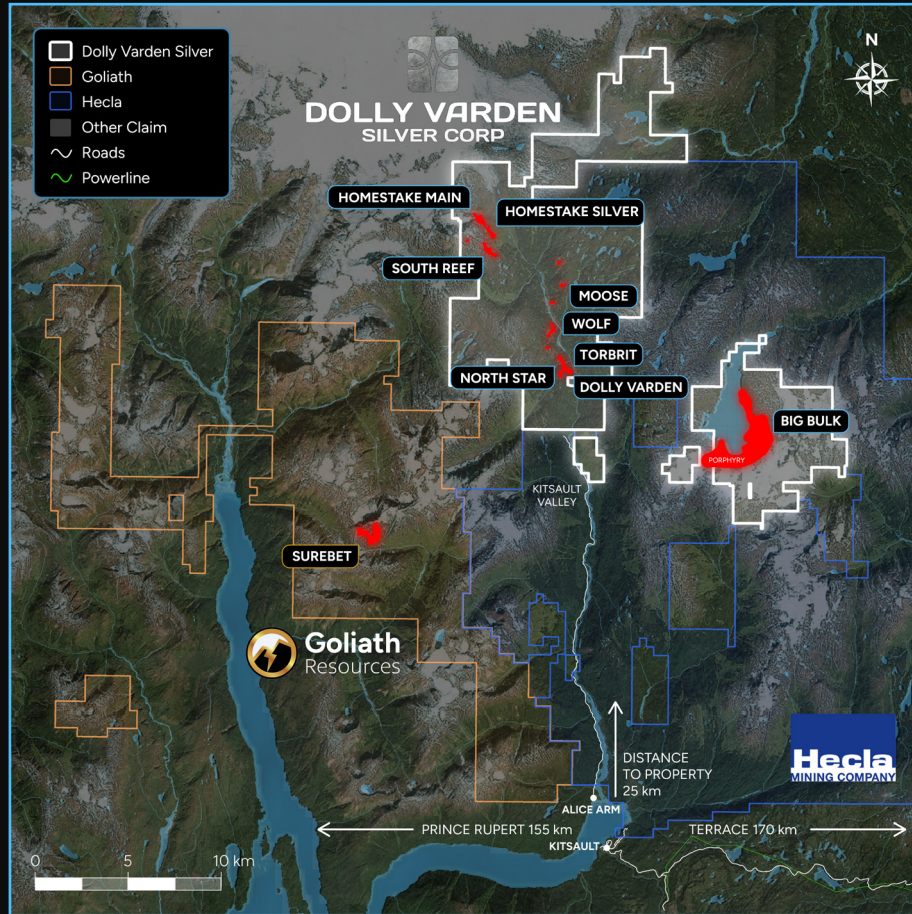 Dolly Varden Silver
Goliath
Hecla
Other Claim
Roads
Powerline
DOLLY VARDEN
SILVER CORP
N
HOMESTAKE MAIN
HOMESTAKE SILVER
SOUTH REEF
MOOSE
WOLF
TORBRIT
NORTH STAR
DOLLY VARDEN
BIG BULK
PORPHYRY
KITSAULT
VALLEY
SUREBET
Goliath
Resources
Hecla
MINING COMPANY
DISTANCE
TO PROPERTY
25 km
ALICE ARM
PRINCE RUPERT 155 km
TERRACE 170 km
KITSAULT
0 5 10 km